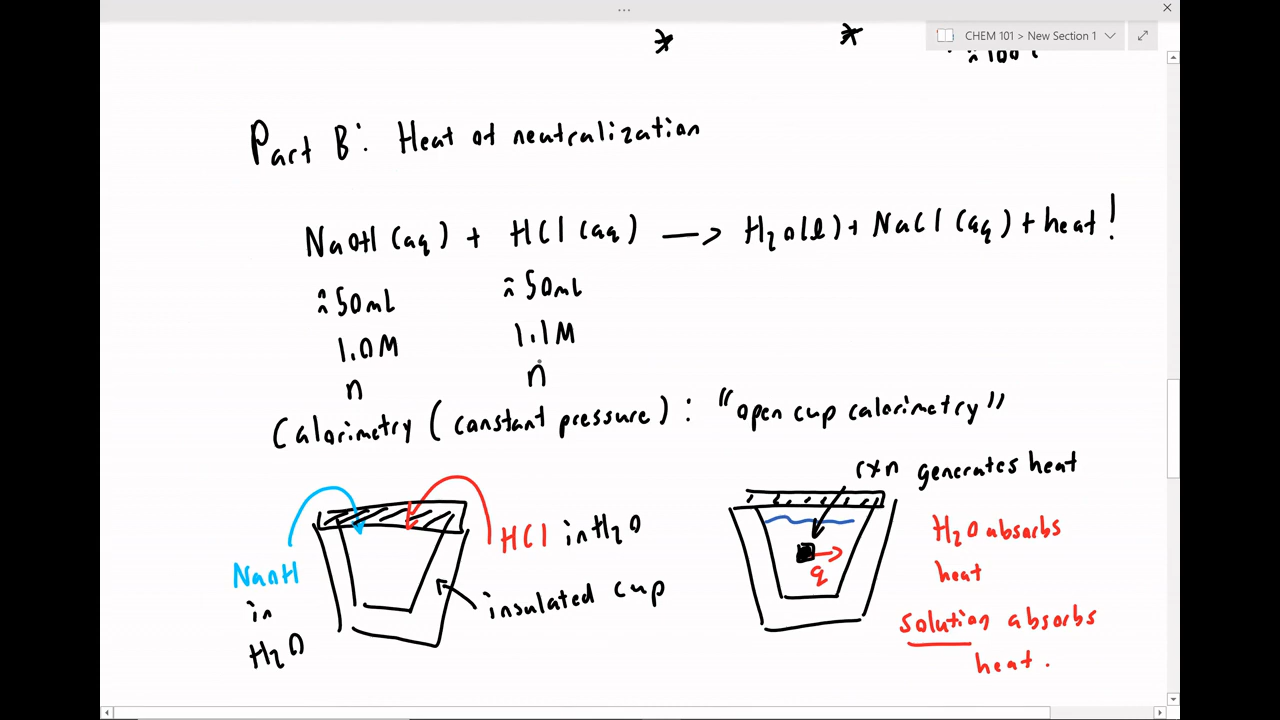 CHEM 101 > New Section 1
≈ 100 t
Part B: Heat of neutralization
NaOH (aq) + HCl (aq) → H2O(l) + NaCl (aq) + heat!
≈ 50mL ≈ 50mL
1.0M 1.1M
n n
Calorimetry (constant pressure): "open cup calorimetry"
rxn generates heat
HCl in H2O
H2O absorbs
heat
NaOH
in
H2O
insulated cup
q
solution absorbs
heat.